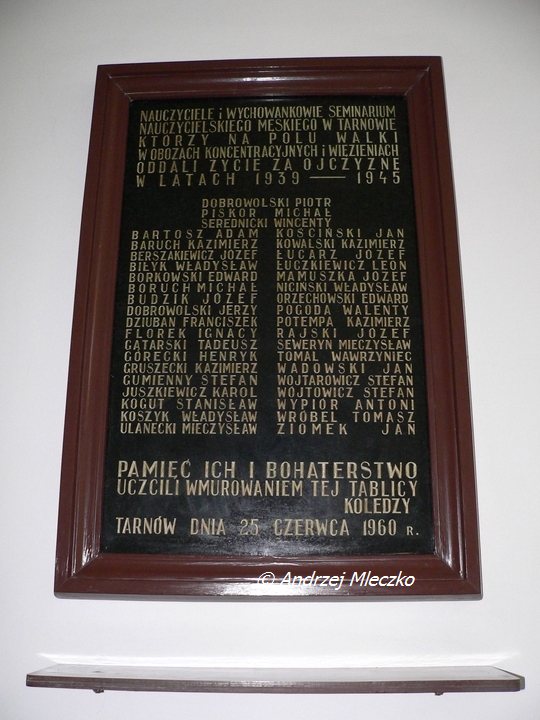 NAUCZYCIELE i WYCHOWANKOWIE SEMINARIUM
NAUCZYCIELSKIEGO MĘSKIEGO W TARNOWIE
KTÓRZY NA POLU WALKI
W OBOZACH KONCENTRACYJNYCH i WIĘZIENIACH
ODDALI ŻYCIE ZA OJCZYZNĘ
W LATACH 1939 — 1945
DOBROWOLSKI PIOTR
PISKOR MICHAŁ
SEREDNICKI WINCENTY
BARTOSZ ADAM KOŚCIŃSKI JAN
BARUCH KAZIMIERZ KOWALSKI KAZIMIERZ
BERSZAKIEWICZ JÓZEF ŁUCARZ JÓZEF
BIŁYK WŁADYSŁAW ŁUCZKIEWICZ LEON
BORKOWSKI EDWARD MAMUSZKA JÓZEF
BORUCH MICHAŁ NICIŃSKI WŁADYSŁAW
BUDZIK JÓZEF ORZECHOWSKI EDWARD
DOBROWOLSKI JERZY POGODA WALENTY
DZIUBAN FRANCISZEK POTEMPA KAZIMIERZ
FLOREK IGNACY RAJSKI JÓZEF
GĄTARSKI TADEUSZ SEWERYN MIECZYSŁAW
GÓRECKI HENRYK TOMAL WAWRZYNIEC
GRUSZECKI KAZIMIERZ WADOWSKI JAN
GUMIENNY STEFAN WOJTAROWICZ STEFAN
JUSZKIEWICZ KAROL WÓJTOWICZ STEFAN
KOGUT STANISŁAW WYPIÓR ANTONI
KOSZYK WŁADYSŁAW WRÓBEL TOMASZ
ULANECKI MIECZYSŁAW ZIOMEK JAN
PAMIĘĆ ICH I BOHATERSTWO
UCZCILI WMUROWANIEM TEJ TABLICY
KOLEDZY
TARNÓW DNIA 25 CZERWCA 1960 R.
© Andrzej Mleczko